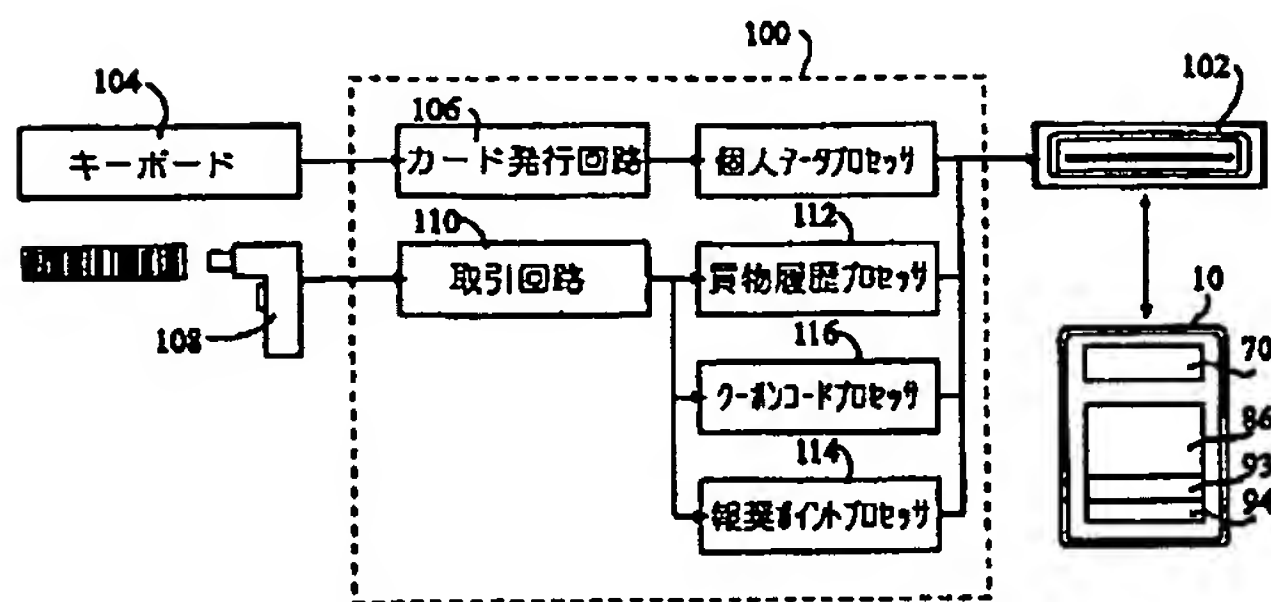 100
104
106
102
キーボード
カード発行回路
個人データプロセッサ
110
112
取引回路
買物履歴プロセッサ
108
10
70
116
クーポンコードプロセッサ
86
114
93
報奨ポイントプロセッサ
94